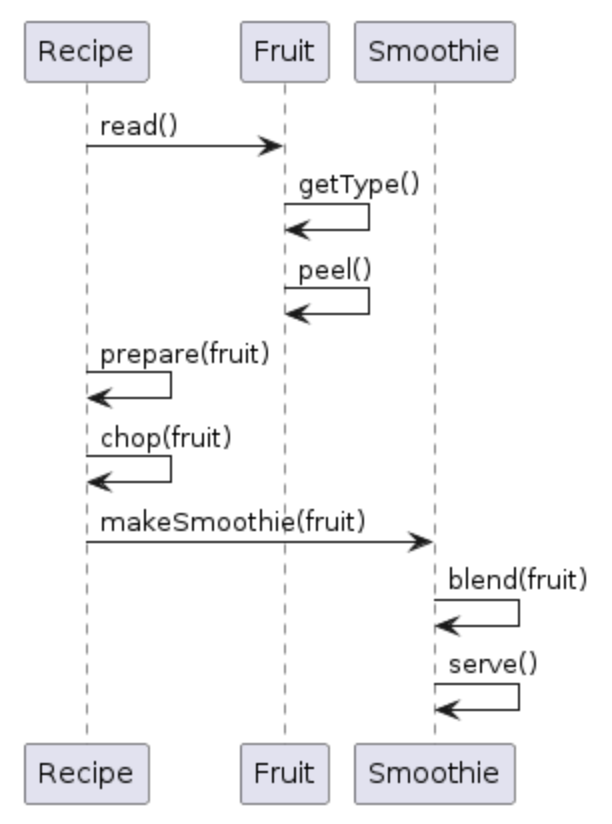 Recipe Fruit Smoothie
read()
getType()
peel()
prepare(fruit)
chop(fruit)
makeSmoothie(fruit)
blend(fruit)
serve()
Recipe Fruit Smoothie